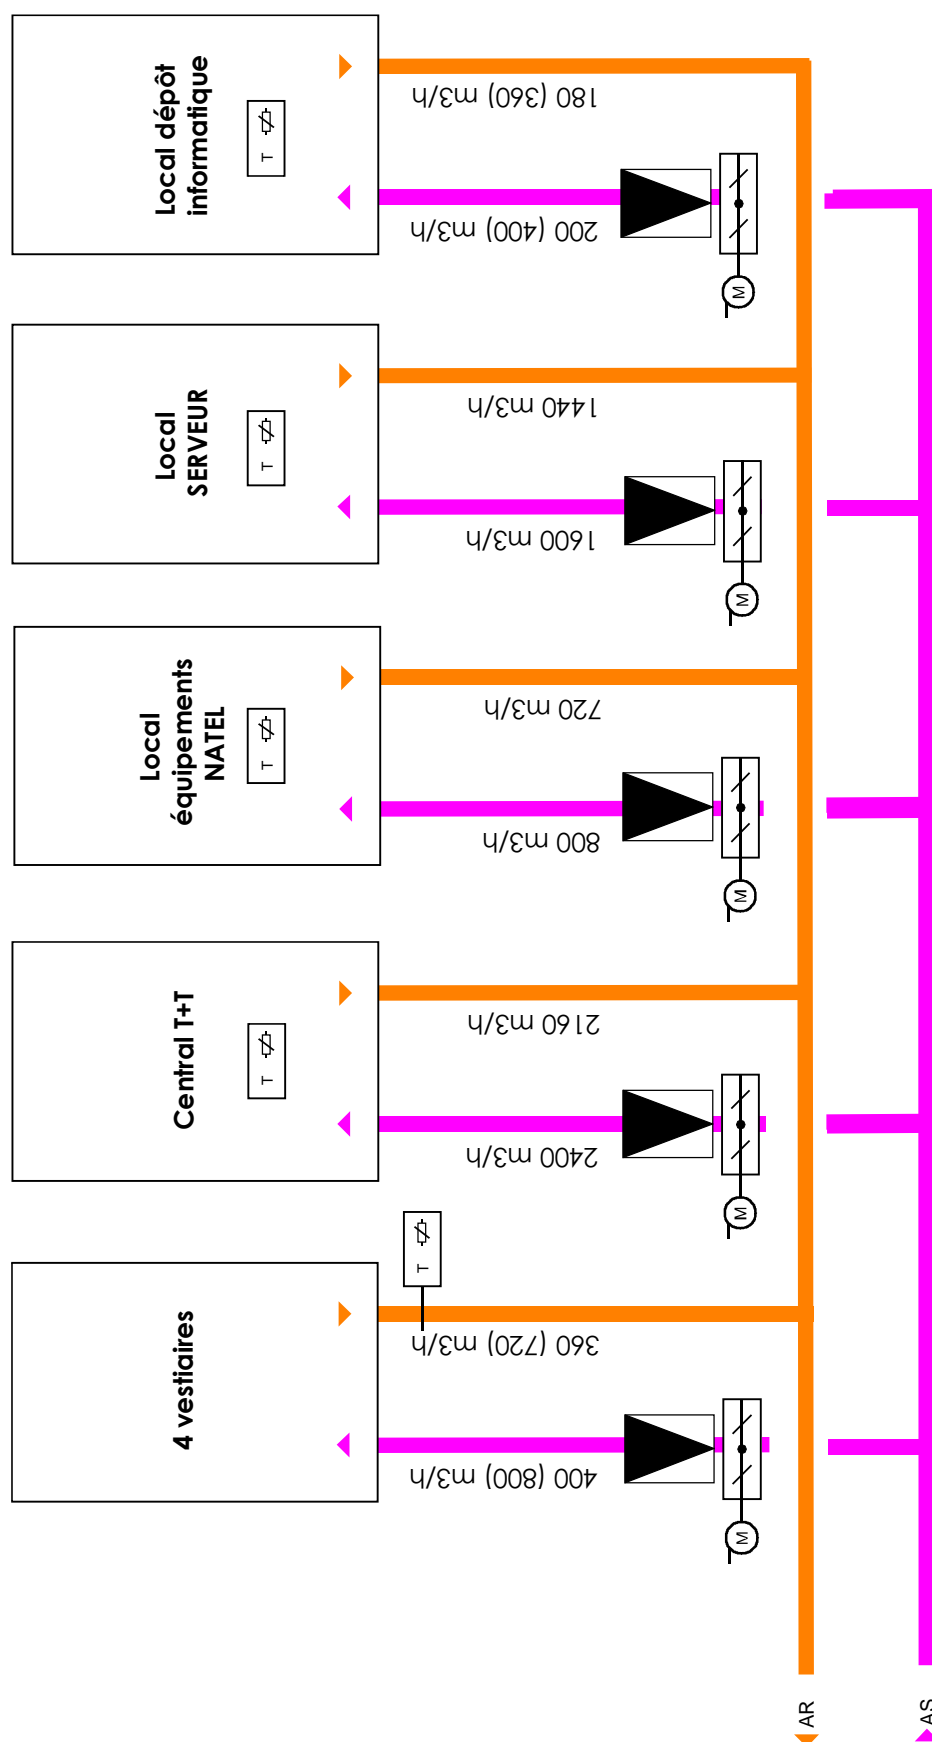 Local dépôt
informatique
T
180 (360) m3/h
200 (400) m3/h
M
Local
SERVEUR
T
1440 m3/h
1600 m3/h
M
Local
équipements
NATEL
T
720 m3/h
800 m3/h
M
Central T+T
T
2160 m3/h
2400 m3/h
M
4 vestiaires
T
360 (720) m3/h
400 (800) m3/h
M
AR
AS